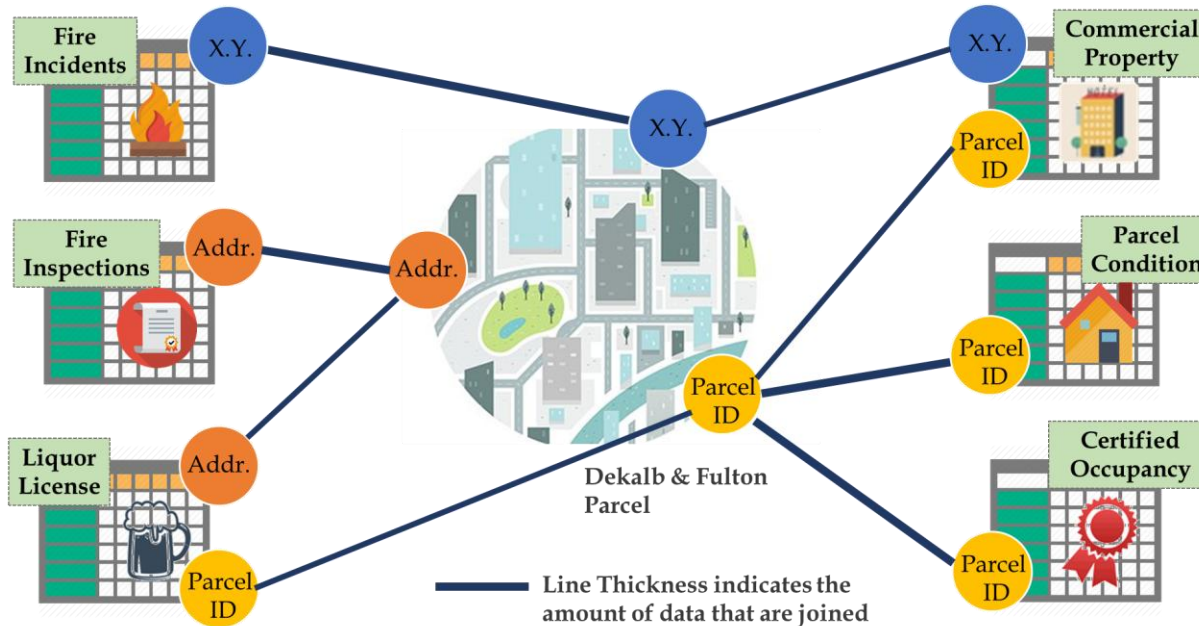 Fire
Incidents
X.Y.
X.Y.
X.Y.
Commercial
Property
Parcel
ID
HOTEL
Fire
Inspections
Addr.
Addr.
Parcel
Condition
Parcel
ID
Liquor
License
Addr.
Parcel
ID
Parcel
ID
Dekalb & Fulton
Parcel
Certified
Occupancy
Parcel
ID
Line Thickness indicates the
amount of data that are joined